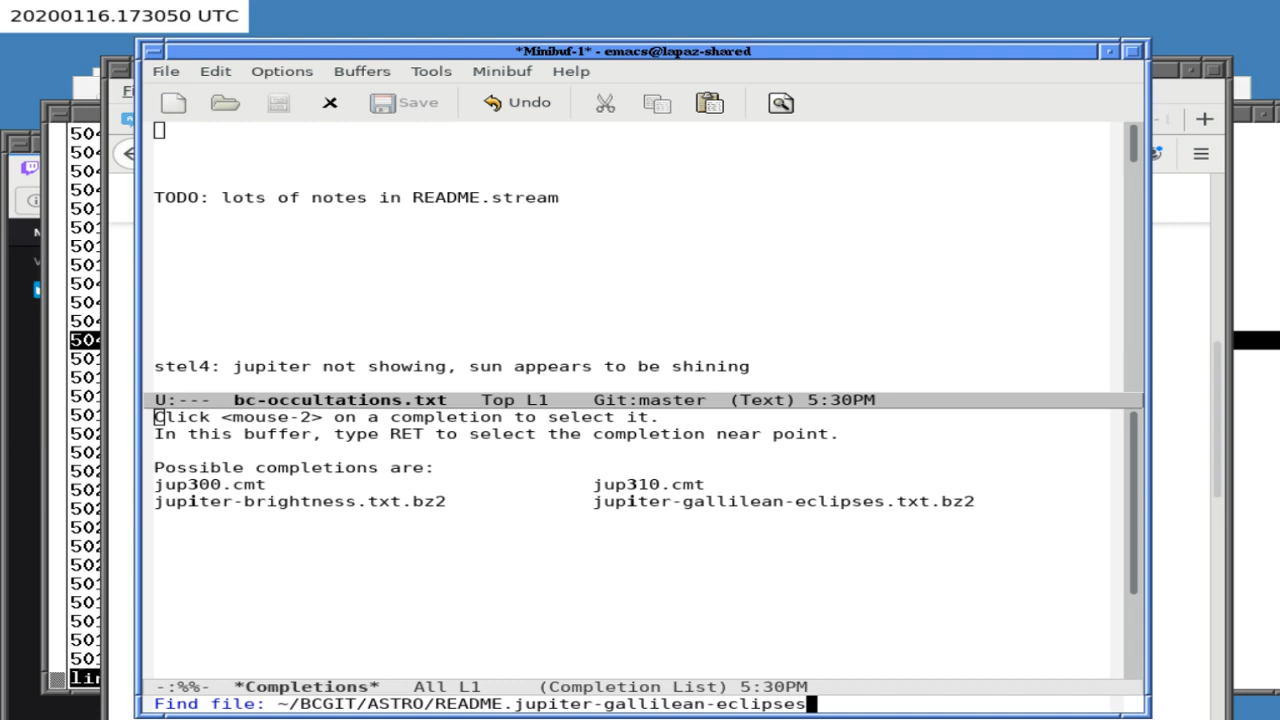 20200116.173050 UTC
*Minibuf-1* - emacs@lapaz-shared
File Edit Options Buffers Tools Minibuf Help
Save Undo
TODO: lots of notes in README.stream
stel4: jupiter not showing, sun appears to be shining
U:--- bc-occultations.txt Top L1 Git:master (Text) 5:30PM
Click <mouse-2> on a completion to select it.
In this buffer, type RET to select the completion near point.
Possible completions are:
jup300.cmt jup310.cmt
jupiter-brightness.txt.bz2 jupiter-gallilean-eclipses.txt.bz2
-:%%- *Completions* All L1 (Completion List) 5:30PM
Find file: ~/BCGIT/ASTRO/README.jupiter-gallilean-eclipses